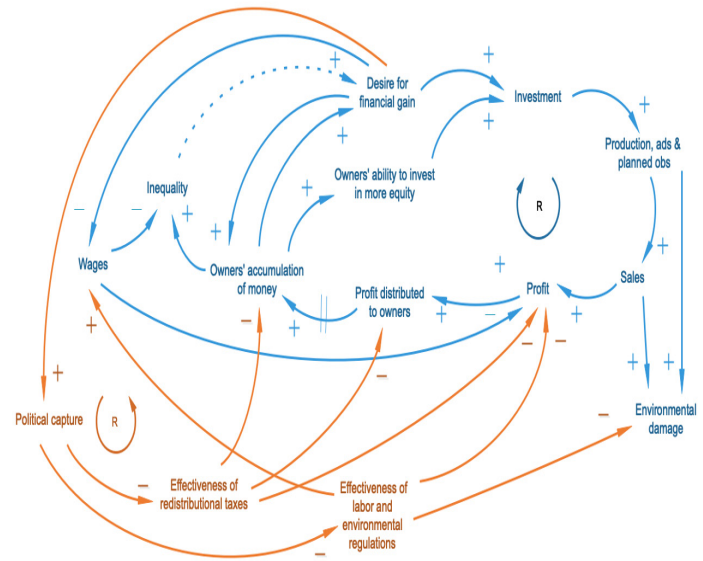 Desire for
financial gain
Investment
Production, ads &
planned obs
Owners' ability to invest
in more equity
Inequality
R
Wages
Owners' accumulation
of money
Profit distributed
to owners
Profit
Sales
Political capture
R
Environmental
damage
Effectiveness of
redistributional taxes
Effectiveness of
labor and
environmental
regulations